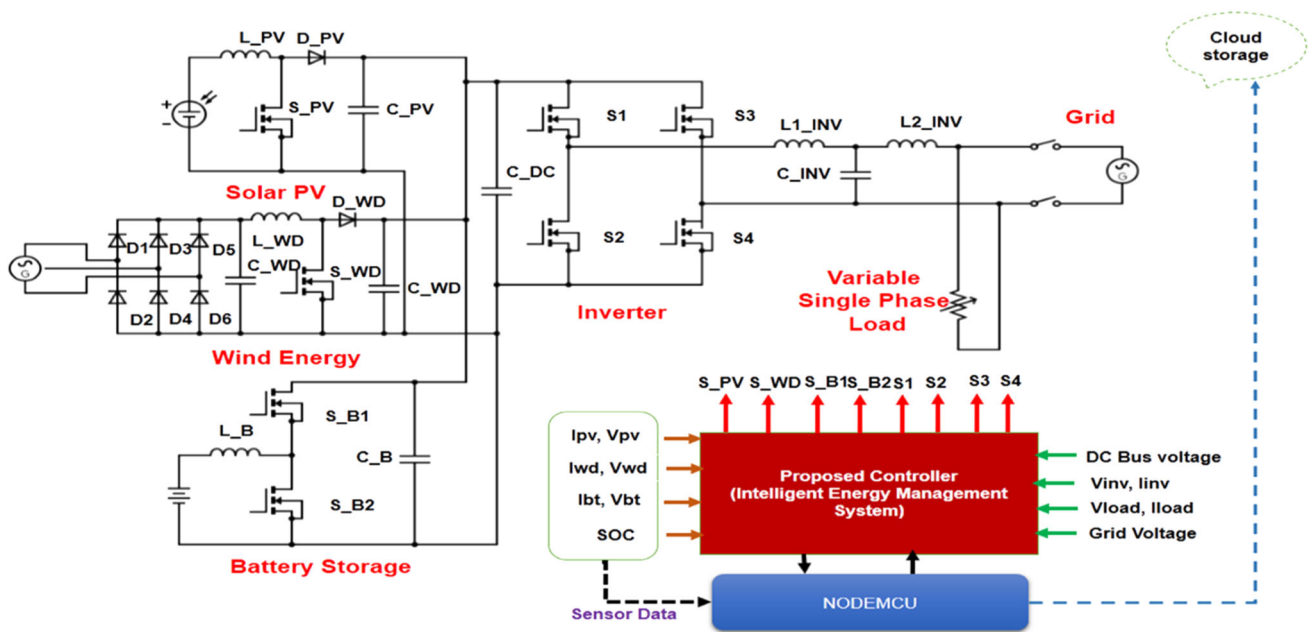 L_PV
D_PV
+
-
S_PV
C_PV
Solar PV
D_WD
D1
D3
D5
L_WD
C_WD
S_WD
C_WD
G
D2
D4
D6
Wind Energy
L_B
S_B1
C_B
S_B2
Battery Storage
C_DC
S1
S3
S2
S4
Inverter
L1_INV
L2_INV
C_INV
Grid
G
Variable
Single Phase
Load
Cloud
storage
S_PV
S_WD
S_B1
S_B2
S1
S2
S3
S4
Ipv, Vpv
Iwd, Vwd
Ibt, Vbt
SOC
Proposed Controller
(Intelligent Energy Management
System)
DC Bus voltage
Vinv, Iinv
Vload, Iload
Grid Voltage
Sensor Data
NODEMCU